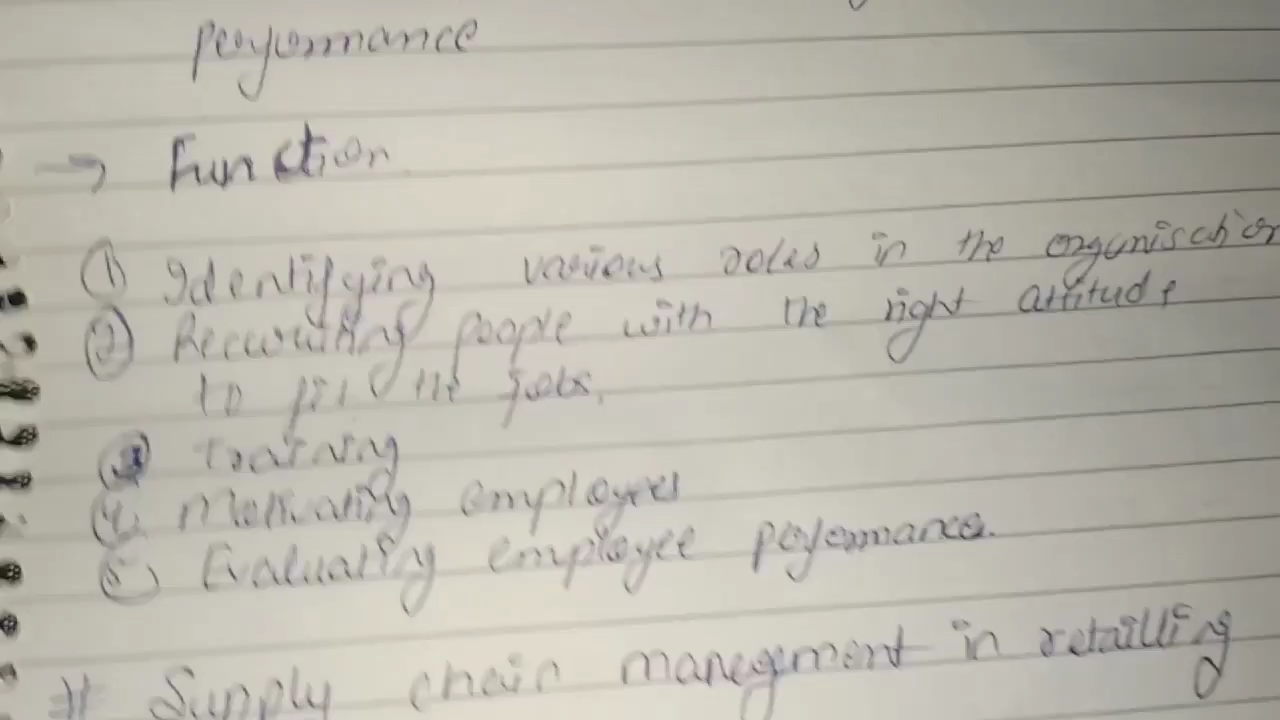 performance
→ Function
① Identifying various roles in the organisation
② Recruiting people with the right attitude
to fill the jobs.
③ Training
④ Motivating employees
⑤ Evaluating employee performance.
# Supply chain management in retailling